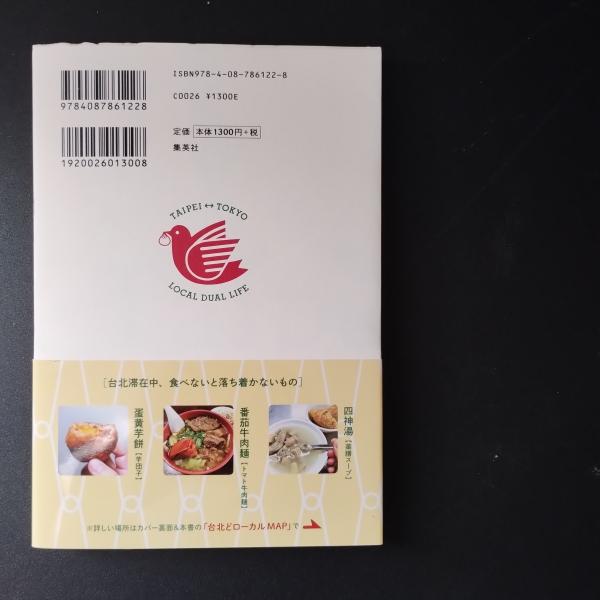 ISBN978-4-08-786122-8
9784087861228
C0026 ¥1300E
定価 本体1300円+税
1920026013008
集英社
TAIPEI↔TOKYO
LOCAL DUAL LIFE
[台北滞在中、食べないと落ち着かないもの]
蛋黄芋餅【芋団子】
番茄牛肉麺【トマト牛肉麺】
四神湯【薬膳スープ】
※詳しい場所はカバー裏面&本書の「台北どローカルMAP」で